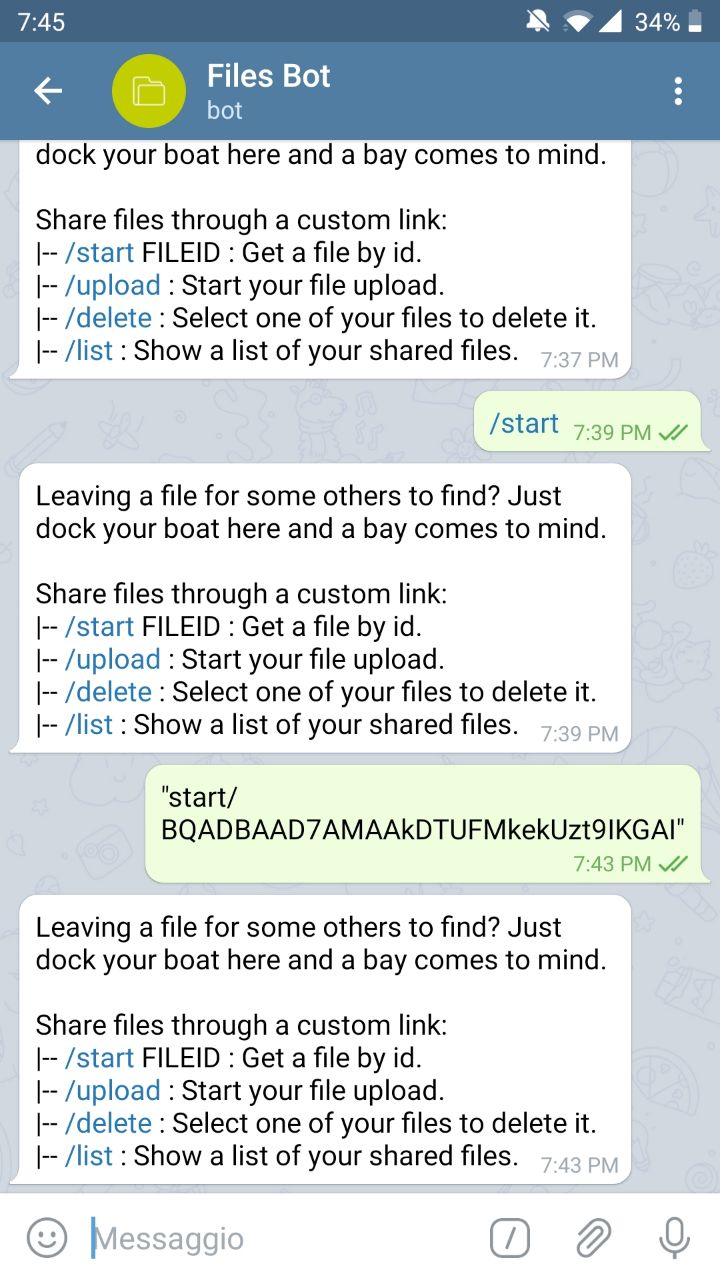 7:45
34%
Files Bot
bot
dock your boat here and a bay comes to mind.
Share files through a custom link:
|-- /start FILEID : Get a file by id.
|-- /upload : Start your file upload.
|-- /delete : Select one of your files to delete it.
|-- /list : Show a list of your shared files. 7:37 PM
/start 7:39 PM
Leaving a file for some others to find? Just
dock your boat here and a bay comes to mind.
Share files through a custom link:
|-- /start FILEID : Get a file by id.
|-- /upload : Start your file upload.
|-- /delete : Select one of your files to delete it.
|-- /list : Show a list of your shared files. 7:39 PM
"start/
BQADBAAD7AMAAkDTUFMkekUzt9IKGAI"
7:43 PM
Leaving a file for some others to find? Just
dock your boat here and a bay comes to mind.
Share files through a custom link:
|-- /start FILEID : Get a file by id.
|-- /upload : Start your file upload.
|-- /delete : Select one of your files to delete it.
|-- /list : Show a list of your shared files. 7:43 PM
Messaggio